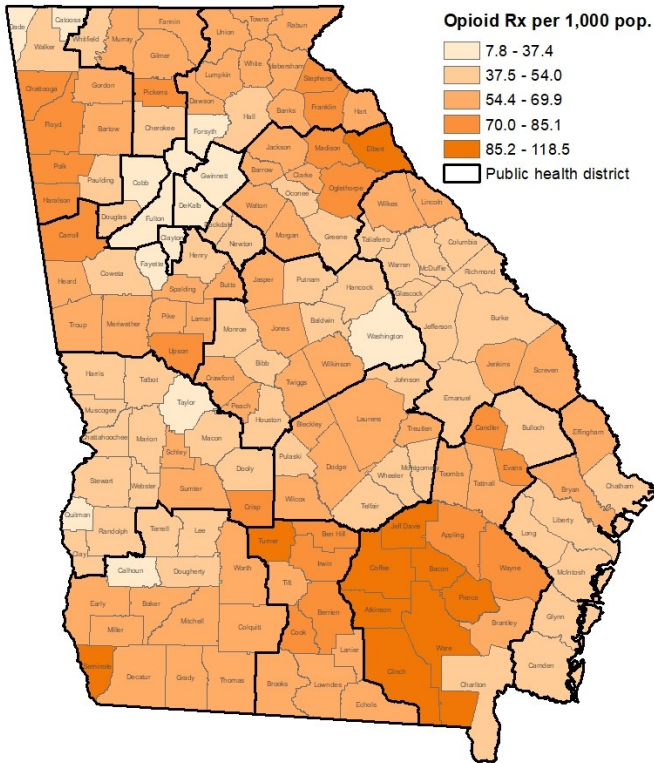 Opioid Rx per 1,000 pop.
7.8 - 37.4
37.5 - 54.0
54.4 - 69.9
70.0 - 85.1
85.2 - 118.5
Public health district
Dade Catoosa Fannin Towns Rabun
Walker Whitfield Murray Union
Gilmer White Habersham
Chattooga Gordon Lumpkin Stephens
Pickens Dawson Banks Franklin Hart
Floyd Bartow Cherokee Forsyth Hall
Polk Jackson Madison Elbert
Paulding Cobb Gwinnett Barrow Clarke
Haralson Oconee Oglethorpe
Douglas Fulton DeKalb Walton Wilkes Lincoln
Carroll Clayton Rockdale Morgan Greene Taliaferro
Fayette Henry Newton Columbia
Coweta Warren McDuffie
Heard Spalding Butts Jasper Putnam Hancock Richmond
Glascock
Troup Meriwether Pike Lamar Jones Baldwin Washington Jefferson Burke
Monroe
Upson Bibb Wilkinson
Harris Talbot Crawford Twiggs Johnson Jenkins Screven
Taylor Peach Emanuel
Muscogee Houston Bleckley Laurens
Chattahoochee Marion Macon Treutlen Candler Bulloch Effingham
Schley Pulaski Dodge Montgomery
Stewart Webster Sumter Dooly Wheeler Toombs Evans
Wilcox Telfair Tattnall Bryan Chatham
Quitman Crisp
Randolph Terrell Lee Turner Ben Hill Jeff Davis Appling Long Liberty
Clay Irwin
Calhoun Dougherty Worth Tift Coffee Bacon Wayne McIntosh
Early Baker Berrien Pierce
Mitchell Atkinson
Miller Colquitt Cook Brantley Glynn
Lanier Ware
Seminole Decatur Grady Thomas Brooks Lowndes Clinch Charlton Camden
Echols